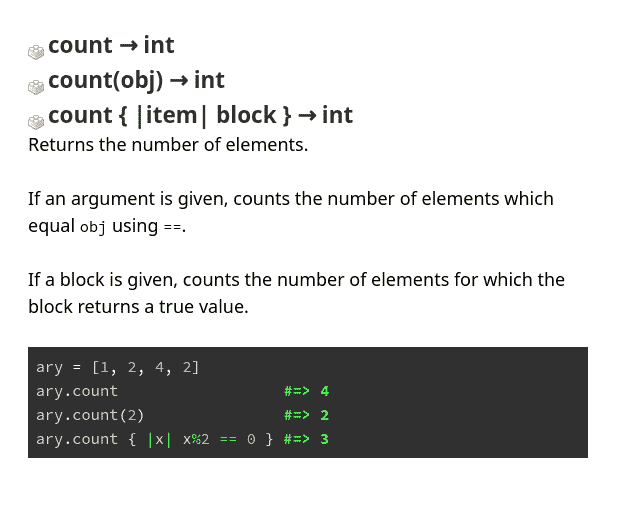 count → int
count(obj) → int
count { |item| block } → int
Returns the number of elements.
If an argument is given, counts the number of elements which
equal obj using ==.
If a block is given, counts the number of elements for which the
block returns a true value.
ary = [1, 2, 4, 2]
ary.count                  #=> 4
ary.count(2)               #=> 2
ary.count { |x| x%2 == 0 } #=> 3